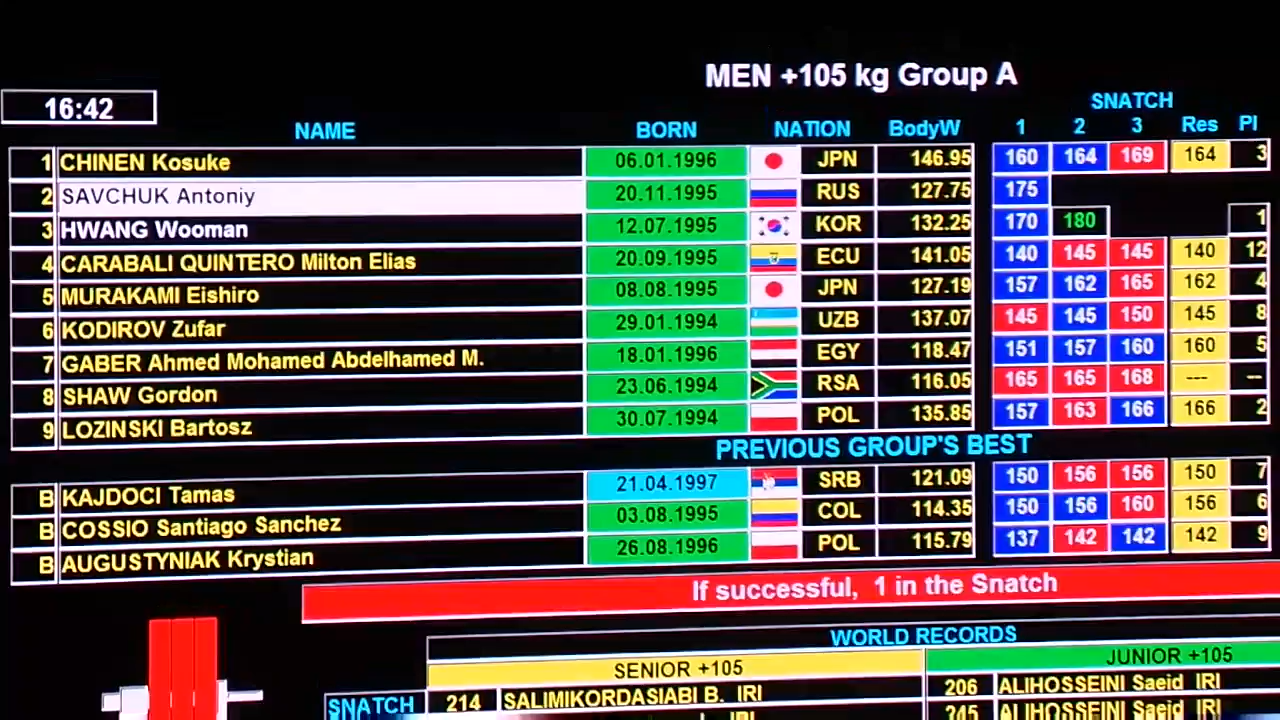 MEN +105 kg Group A
16:42
SNATCH
NAME BORN NATION BodyW 1 2 3 Res Pl
1 CHINEN Kosuke 06.01.1996 JPN 146.95 160 164 169 164 3
2 SAVCHUK Antoniy 20.11.1995 RUS 127.75 175
3 HWANG Wooman 12.07.1995 KOR 132.25 170 180 1
4 CARABALI QUINTERO Milton Elias 20.09.1995 ECU 141.05 140 145 145 140 12
5 MURAKAMI Eishiro 08.08.1995 JPN 127.19 157 162 165 162 4
6 KODIROV Zufar 29.01.1994 UZB 137.07 145 145 150 145 8
7 GABER Ahmed Mohamed Abdelhamed M. 18.01.1996 EGY 118.47 151 157 160 160 5
8 SHAW Gordon 23.06.1994 RSA 116.05 165 165 168 --- --
9 LOZINSKI Bartosz 30.07.1994 POL 135.85 157 163 166 166 2
PREVIOUS GROUP'S BEST
B KAJDOCI Tamas 21.04.1997 SRB 121.09 150 156 156 150 7
B COSSIO Santiago Sanchez 03.08.1995 COL 114.35 150 156 160 156 6
B AUGUSTYNIAK Krystian 26.08.1996 POL 115.79 137 142 142 142 9
If successful, 1 in the Snatch
WORLD RECORDS
SENIOR +105 JUNIOR +105
SNATCH 214 SALIMIKORDASIABI B. IRI 206 ALIHOSSEINI Saeid IRI
IRI 245 ALIHOSSEINI Saeid IRI